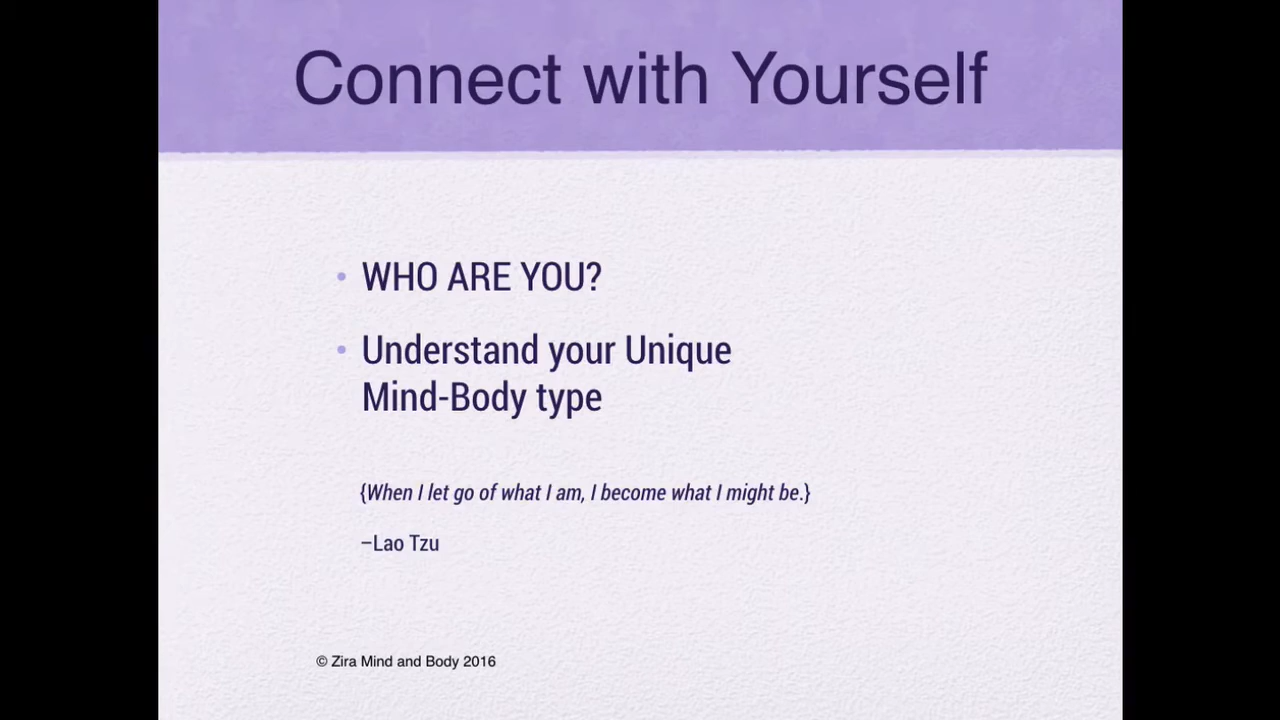 Connect with Yourself
• WHO ARE YOU?
• Understand your Unique
Mind-Body type
{When I let go of what I am, I become what I might be.}
–Lao Tzu
© Zira Mind and Body 2016